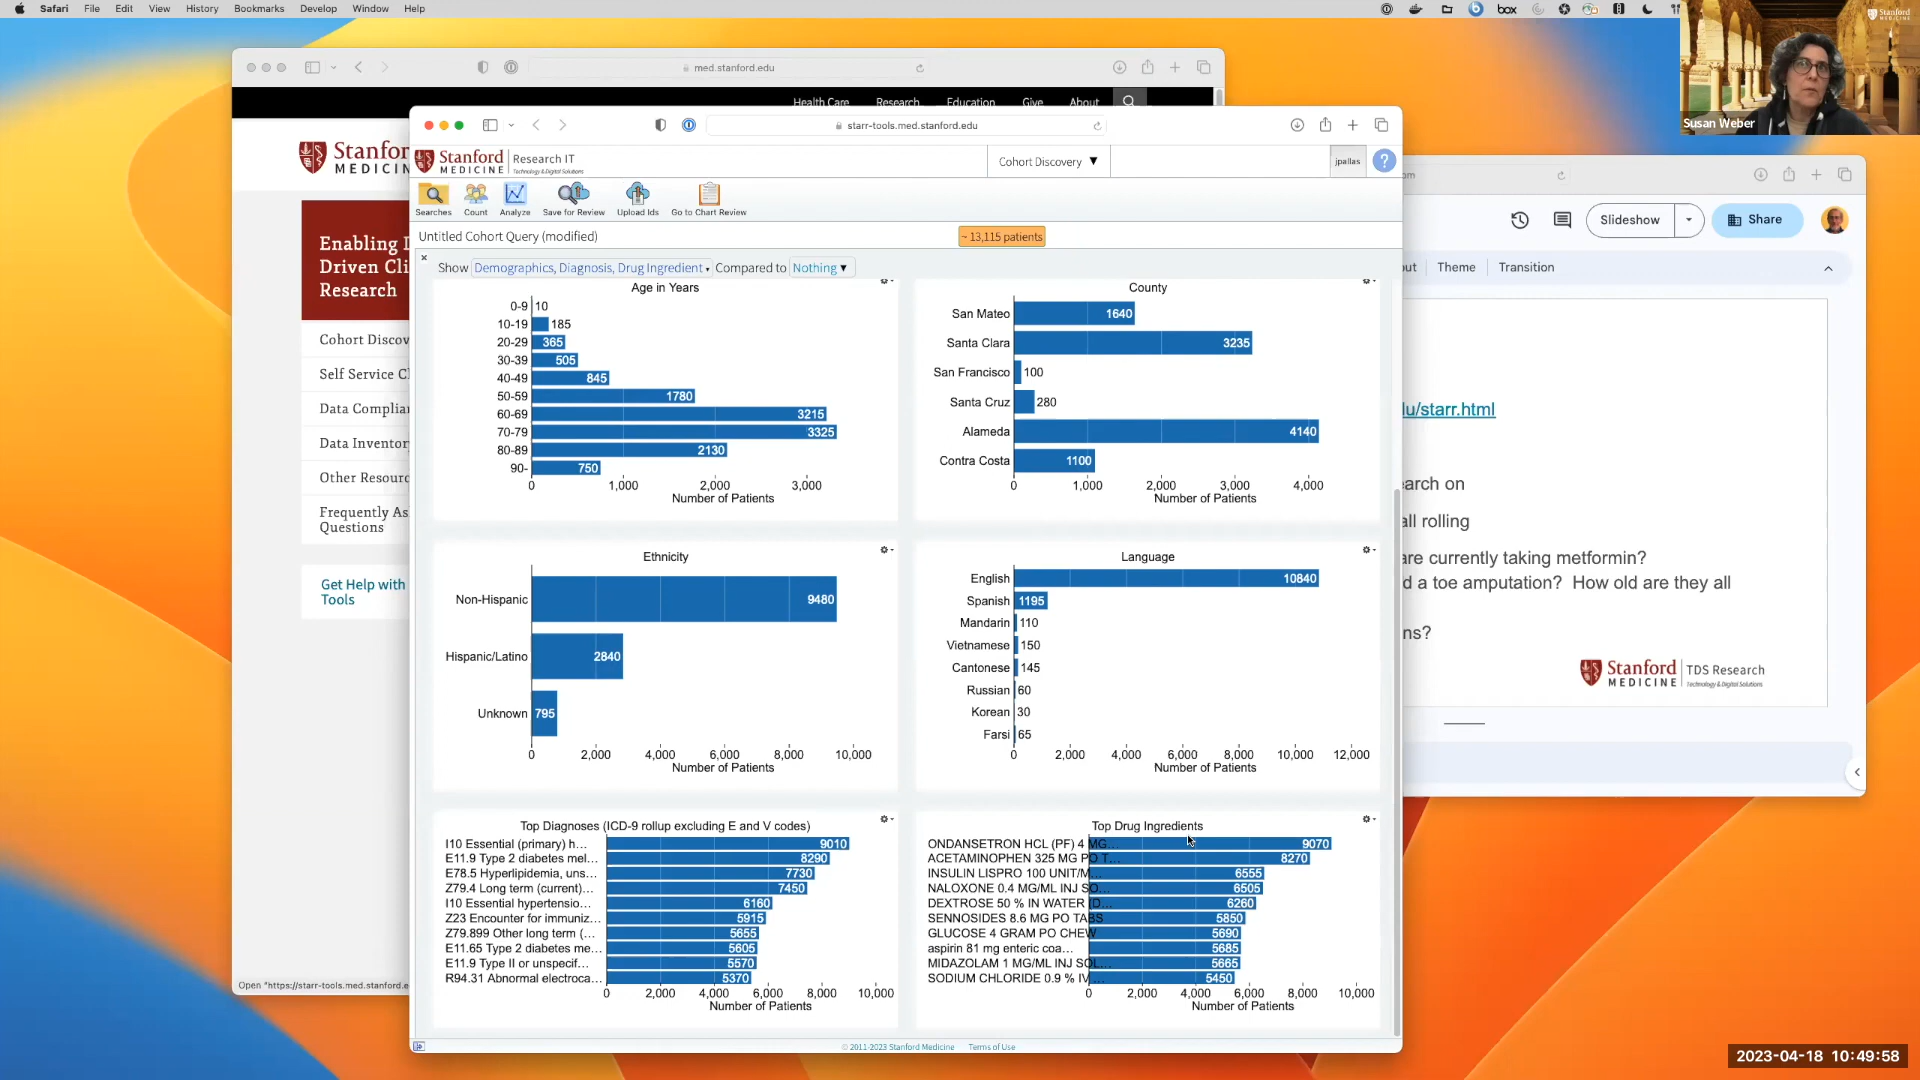 Safari File Edit View History Bookmarks Develop Window Help
box
Stanford
MEDICINE
Susan Weber
med.stanford.edu
Health Care Research Education Give About
Stanfor
MEDICINE
Enabling
Driven Cli
Research
Cohort Discov
Self Service C
Data Complia
Data Inventor
Other Resourc
Frequently As
Questions
Get Help with
Tools
Open "https://starr-tools.med.stanford.e
starr-tools.med.stanford.edu
Stanford
MEDICINE
Research IT
Technology & Digital Solutions
Cohort Discovery ▼
jpallas
?
Searches Count Analyze Save for Review Upload Ids Go to Chart Review
Untitled Cohort Query (modified)
~ 13,115 patients
Show Demographics, Diagnosis, Drug Ingredient Compared to Nothing ▼
Age in Years
0-9 10
10-19 185
20-29 365
30-39 505
40-49 845
50-59 1780
60-69 3215
70-79 3325
80-89 2130
90- 750
0 1,000 2,000 3,000
Number of Patients
County
San Mateo 1640
Santa Clara 3235
San Francisco 100
Santa Cruz 280
Alameda 4140
Contra Costa 1100
0 1,000 2,000 3,000 4,000
Number of Patients
Ethnicity
Non-Hispanic 9480
Hispanic/Latino 2840
Unknown 795
0 2,000 4,000 6,000 8,000 10,000
Number of Patients
Language
English 10840
Spanish 1195
Mandarin 110
Vietnamese 150
Cantonese 145
Russian 60
Korean 30
Farsi 65
0 2,000 4,000 6,000 8,000 10,000 12,000
Number of Patients
Top Diagnoses (ICD-9 rollup excluding E and V codes)
I10 Essential (primary) h... 9010
E11.9 Type 2 diabetes mel... 8290
E78.5 Hyperlipidemia, uns... 7730
Z79.4 Long term (current)... 7450
I10 Essential hypertensio... 6160
Z23 Encounter for immuniz... 5915
Z79.899 Other long term (... 5655
E11.65 Type 2 diabetes me... 5605
E11.9 Type II or unspecif... 5570
R94.31 Abnormal electroca... 5370
0 2,000 4,000 6,000 8,000 10,000
Number of Patients
Top Drug Ingredients
ONDANSETRON HCL (PF) 4 MG... 9070
ACETAMINOPHEN 325 MG PO T... 8270
INSULIN LISPRO 100 UNIT/M... 6555
NALOXONE 0.4 MG/ML INJ SO... 6505
DEXTROSE 50 % IN WATER (D... 6260
SENNOSIDES 8.6 MG PO TABS 5850
GLUCOSE 4 GRAM PO CHEW 5690
aspirin 81 mg enteric coa... 5685
MIDAZOLAM 1 MG/ML INJ SOL... 5665
SODIUM CHLORIDE 0.9 % IV ... 5450
0 2,000 4,000 6,000 8,000 10,000
Number of Patients
© 2011-2023 Stanford Medicine Terms of Use
om
Slideshow
Share
out Theme Transition
du/starr.html
earch on
all rolling
are currently taking metformin?
d a toe amputation? How old are they all
ns?
Stanford
MEDICINE
TDS Research
Technology & Digital Solutions
2023-04-18 10:49:58